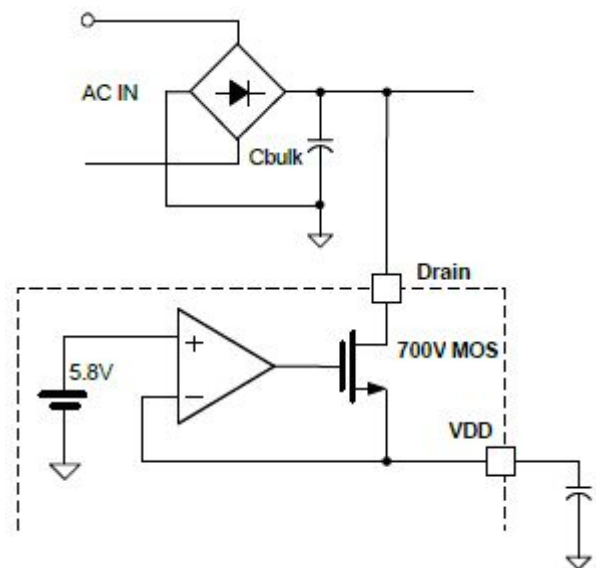 AC IN
Cbulk
Drain
700V MOS
5.8V
+
−
VDD